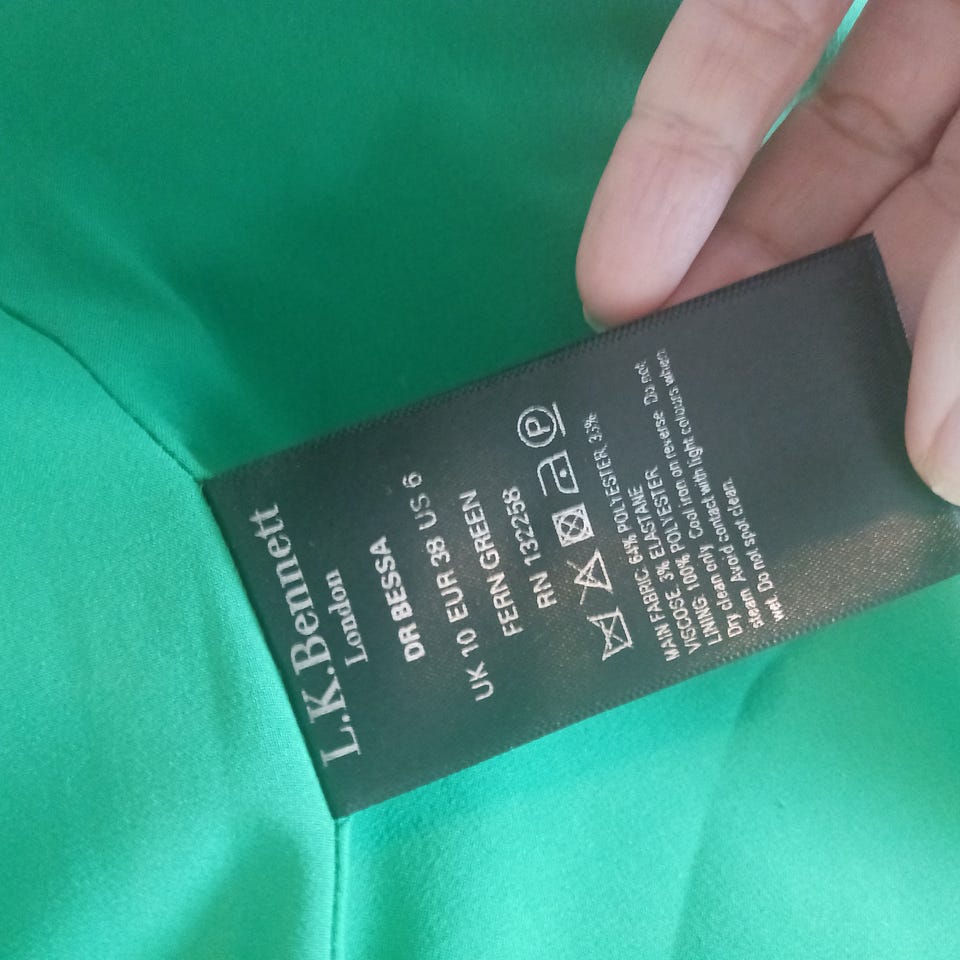 L.K.Bennett
London
DR BESSA
UK 10 EUR 38 US 6
FERN GREEN
RN 132258
P
MAIN FABRIC: 64% POLYESTER 33%
VISCOSE 3% ELASTANE
LINING 100% POLYESTER
Dry clean only Cool iron on reverse Do not
steam. Avoid contact with light colours when
wet. Do not spot clean.